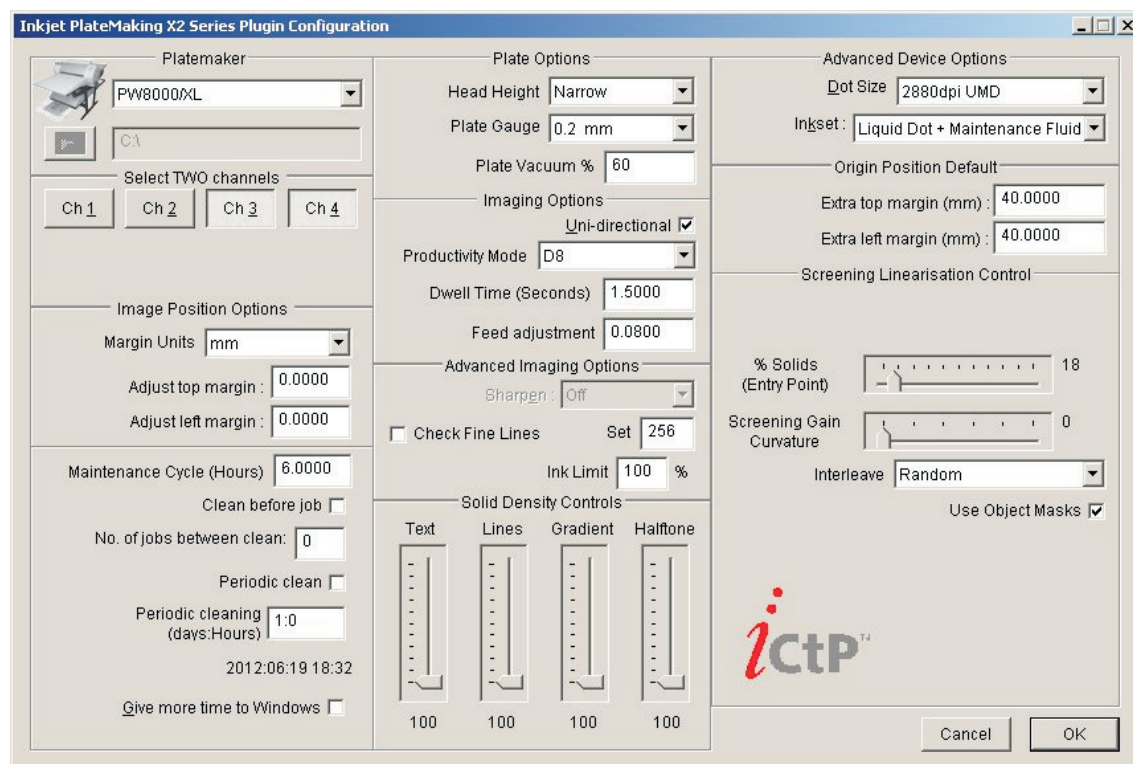 Inkjet PlateMaking X2 Series Plugin Configuration
Platemaker
PW8000/XL
C:\
Select TWO channels
Ch 1 Ch 2 Ch 3 Ch 4
Image Position Options
Margin Units mm
Adjust top margin : 0.0000
Adjust left margin : 0.0000
Maintenance Cycle (Hours) 6.0000
Clean before job
No. of jobs between clean: 0
Periodic clean
Periodic cleaning
(days:Hours) 1:0
2012:06:19 18:32
Give more time to Windows
Plate Options
Head Height Narrow
Plate Gauge 0.2 mm
Plate Vacuum % 60
Imaging Options
Uni-directional
Productivity Mode D8
Dwell Time (Seconds) 1.5000
Feed adjustment 0.0800
Advanced Imaging Options
Sharpen : Off
Check Fine Lines Set 256
Ink Limit 100 %
Solid Density Controls
Text Lines Gradient Halftone
100 100 100 100
Advanced Device Options
Dot Size 2880dpi UMD
Inkset : Liquid Dot + Maintenance Fluid
Origin Position Default
Extra top margin (mm) : 40.0000
Extra left margin (mm) : 40.0000
Screening Linearisation Control
% Solids
(Entry Point) 18
Screening Gain
Curvature 0
Interleave Random
Use Object Masks
iCtP™
Cancel OK